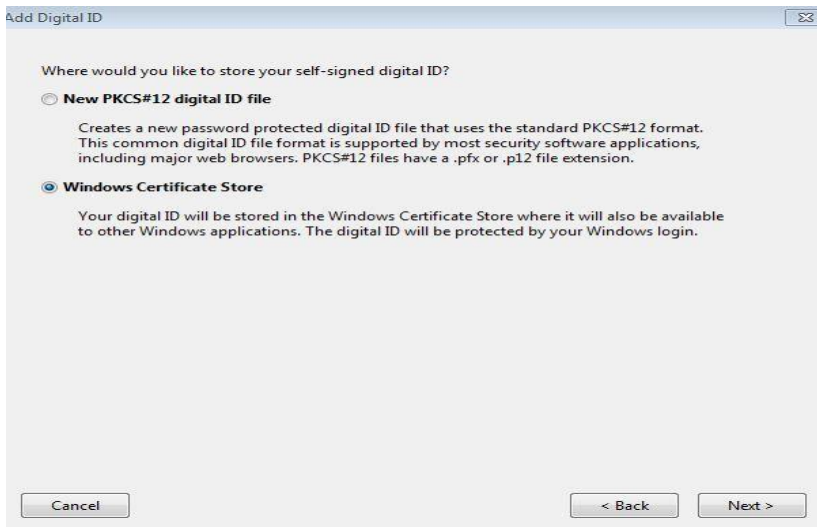 Add Digital ID
Where would you like to store your self-signed digital ID?
New PKCS#12 digital ID file
Creates a new password protected digital ID file that uses the standard PKCS#12 format.
This common digital ID file format is supported by most security software applications,
including major web browsers. PKCS#12 files have a .pfx or .p12 file extension.
Windows Certificate Store
Your digital ID will be stored in the Windows Certificate Store where it will also be available
to other Windows applications. The digital ID will be protected by your Windows login.
Cancel
< Back
Next >